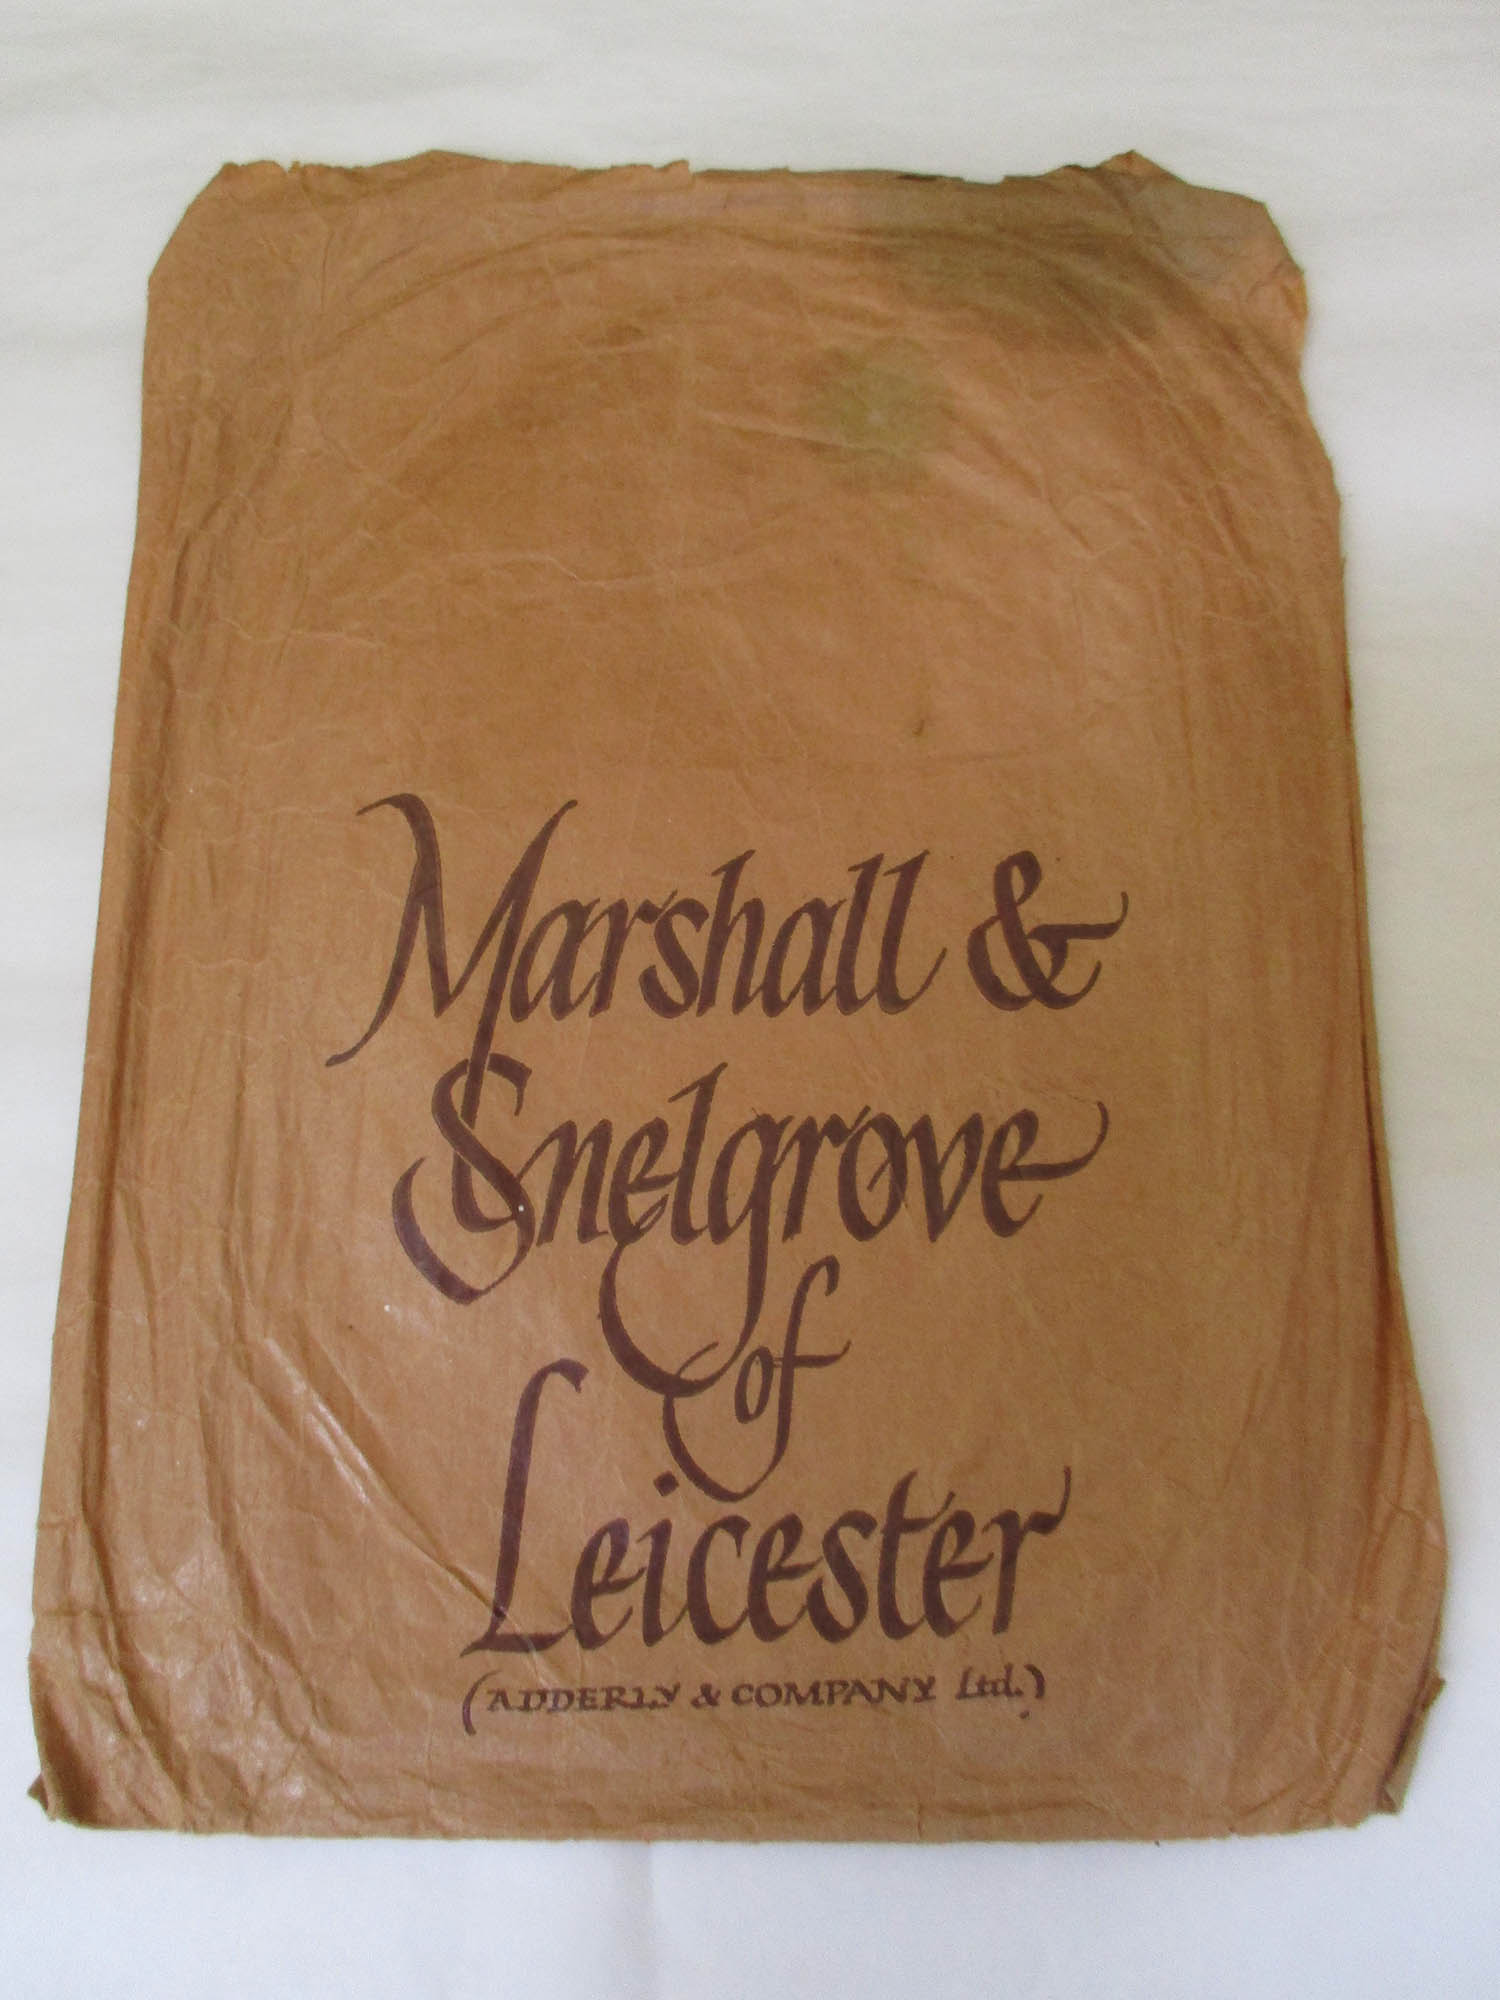 Marshall &
Snelgrove
of
Leicester
(ADDERLY & COMPANY Ltd.)